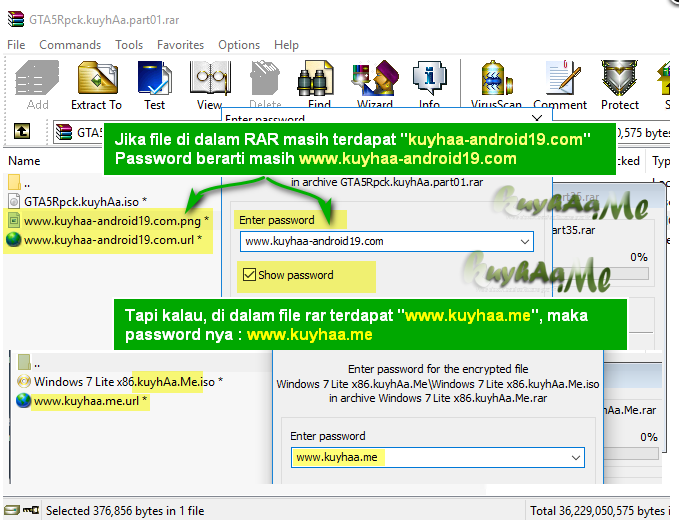 GTA5Rpck.kuyhAa.part01.rar
File Commands Tools Favorites Options Help
Add Extract To Test View Delete Find Wizard Info VirusScan Comment Protect
Enter password
GTA5
,575 bytes
Jika file di dalam RAR masih terdapat "kuyhaa-android19.com"
Password berarti masih www.kuyhaa-android19.com
Name
in archive GTA5Rpck.kuyhAa.part01.rar
..
GTA5Rpck.kuyhAa.iso *
www.kuyhaa-android19.com.png *
www.kuyhaa-android19.com.url *
Enter password
www.kuyhaa-android19.com
Show password
KuyhAaMe
art35.rar
0%
KuyhAaMe
Tapi kalau, di dalam file rar terdapat "www.kuyhaa.me", maka
password nya : www.kuyhaa.me
..
Windows 7 Lite x86.kuyhAa.Me.iso *
www.kuyhaa.me.url *
Enter password for the encrypted file
Windows 7 Lite x86.kuyhAa.Me\Windows 7 Lite x86.kuyhAa.Me.iso
in archive Windows 7 Lite x86.kuyhAa.Me.rar
Aa.Me.rar
0%
Enter password
www.kuyhaa.me
Selected 376,856 bytes in 1 file
Total 36,229,050,575 bytes i